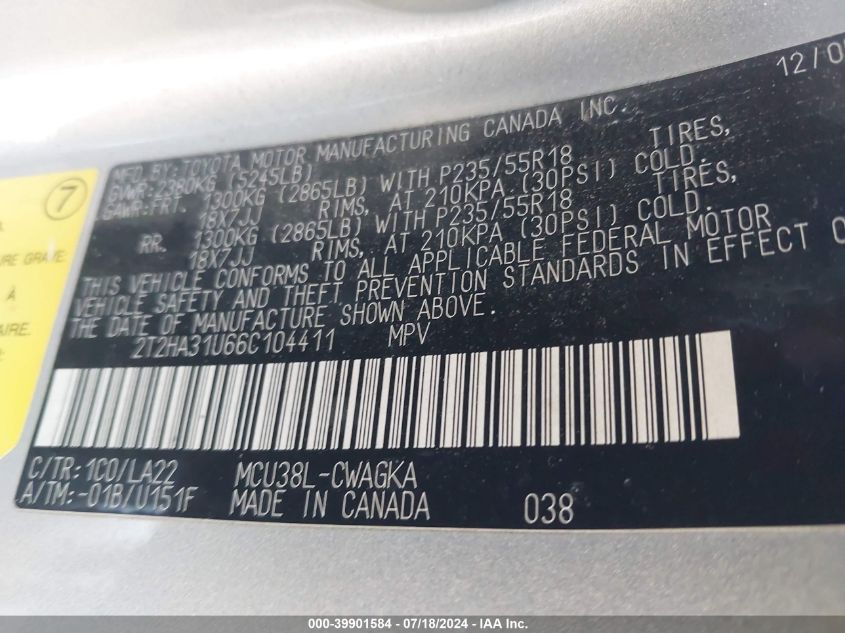 12/0
MFD.BY:TOYOTA MOTOR MANUFACTURING CANADA INC.
GVWR:2380KG (5245LB)
GAWR:FRT. 1300KG (2865LB) WITH P235/55R18 TIRES,
18X7JJ RIMS, AT 210KPA (30PSI) COLD.
RR. 1300KG (2865LB) WITH P235/55R18 TIRES,
18X7JJ RIMS, AT 210KPA (30PSI) COLD.
THIS VEHICLE CONFORMS TO ALL APPLICABLE FEDERAL MOTOR
VEHICLE SAFETY AND THEFT PREVENTION STANDARDS IN EFFECT O
THE DATE OF MANUFACTURE SHOWN ABOVE.
2T2HA31U66C104411 MPV
C/TR: 1C0/LA22 MCU38L-CWAGKA
A/TM:-01B/U151F MADE IN CANADA 038
7
URE GRAVE
À
AIRE.
000-39901584 / 07/18/2024 - IAA Inc.